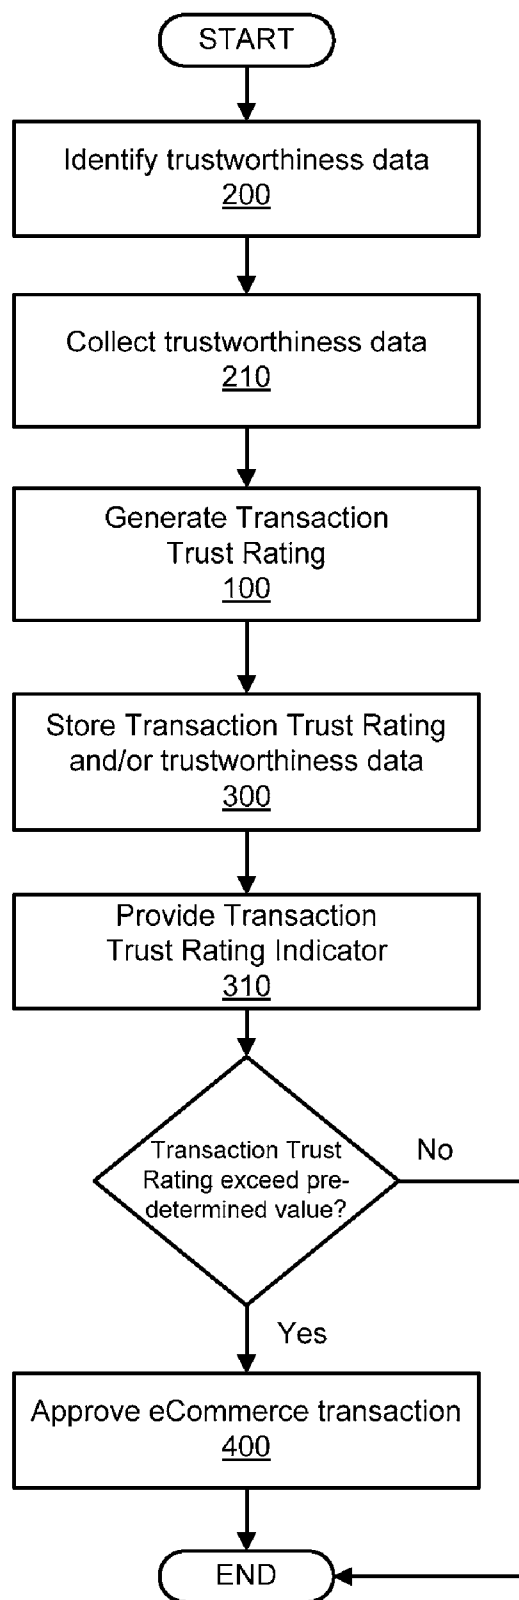 START
Identify trustworthiness data
200
Collect trustworthiness data
210
Generate Transaction
Trust Rating
100
Store Transaction Trust Rating
and/or trustworthiness data
300
Provide Transaction
Trust Rating Indicator
310
Transaction Trust
Rating exceed pre-
determined value?
No
Yes
Approve eCommerce transaction
400
END